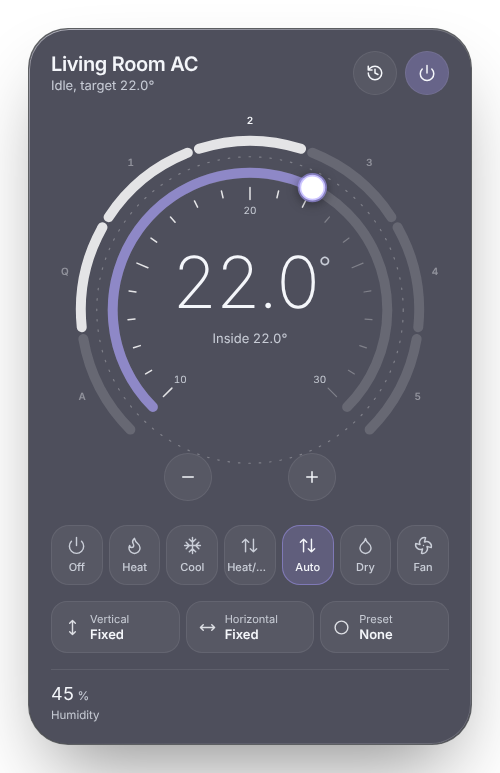 Living Room AC
Idle, target 22.0°
2
1
3
20
Q
4
22.0°
Inside 22.0°
10
30
A
5
Off
Heat
Cool
Heat/...
Auto
Dry
Fan
Vertical
Fixed
Horizontal
Fixed
Preset
None
45 %
Humidity